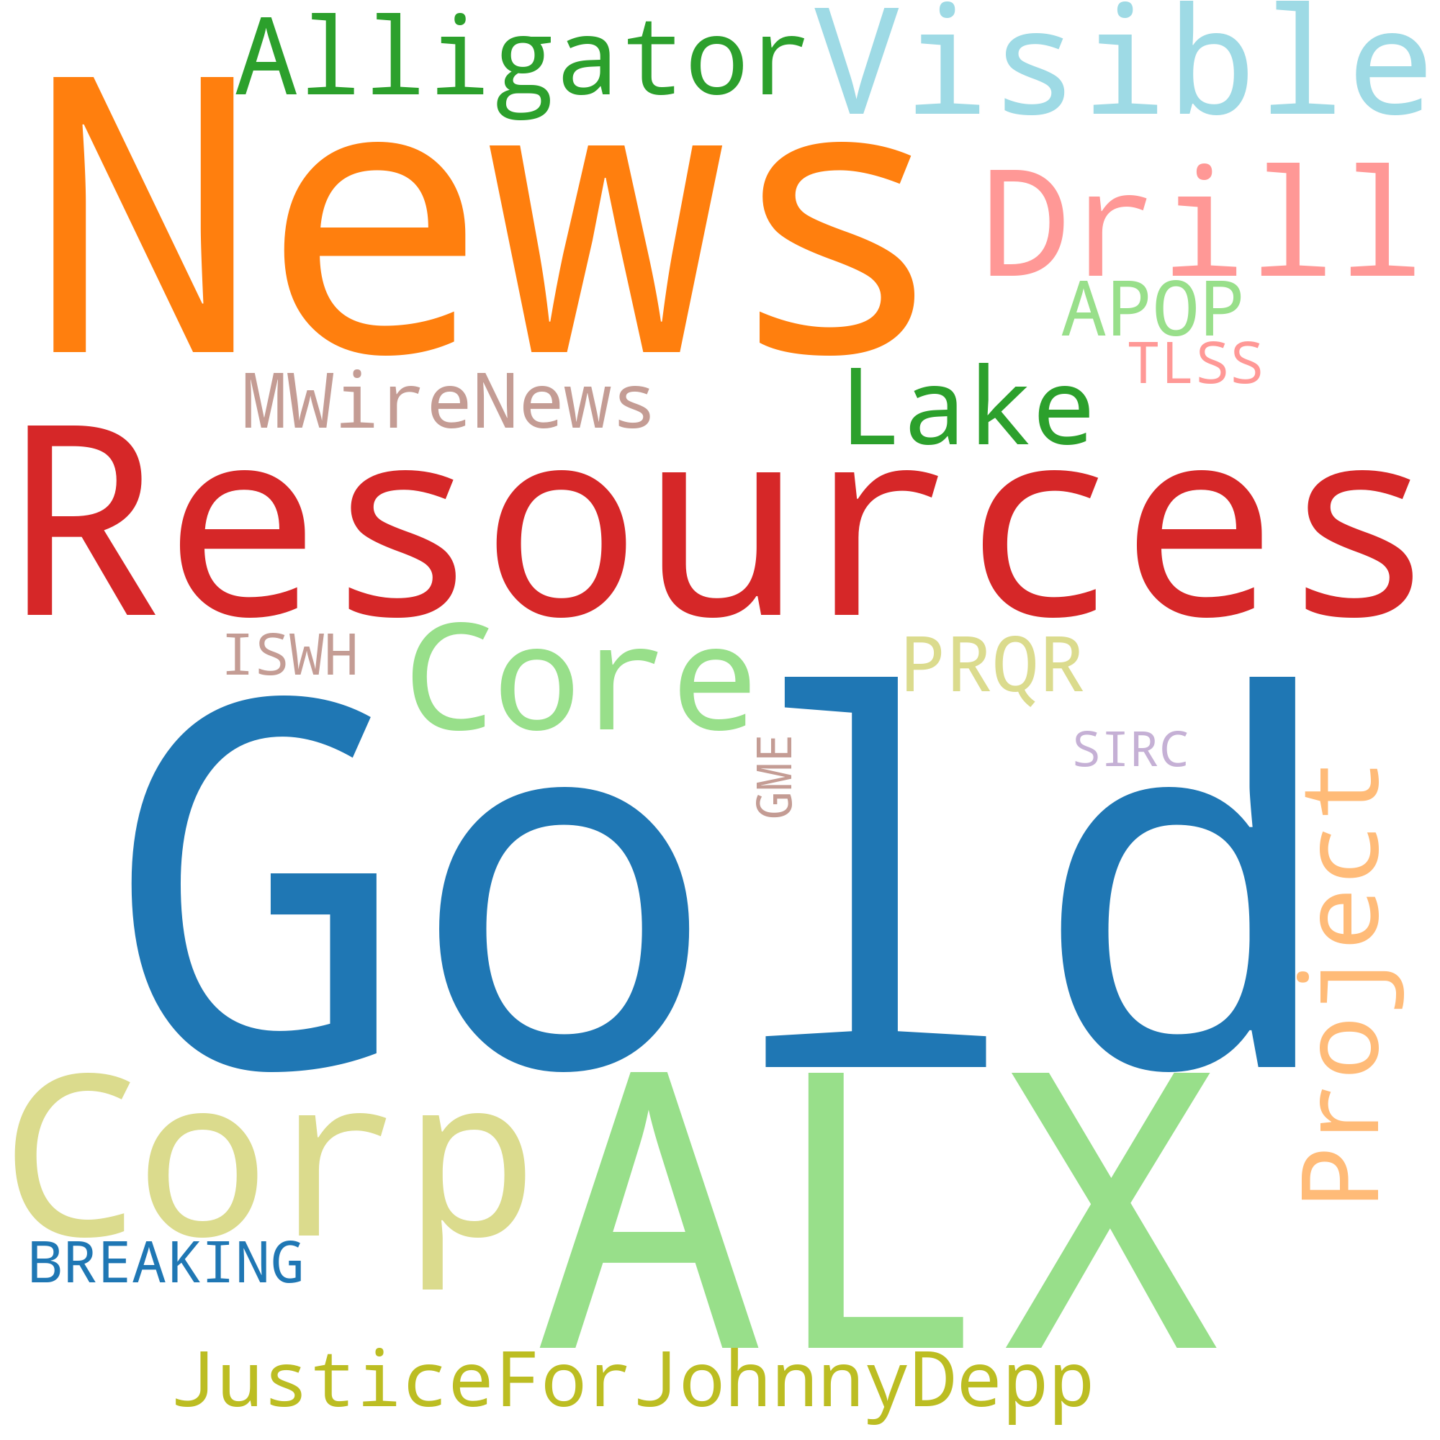 Alligator
Visible
News
Drill
APOP
TLSS
MWireNews
Lake
Resources
ISWH
Core
PRQR
GME
SIRC
Gold
Project
Corp
ALX
BREAKING
JusticeForJohnnyDepp